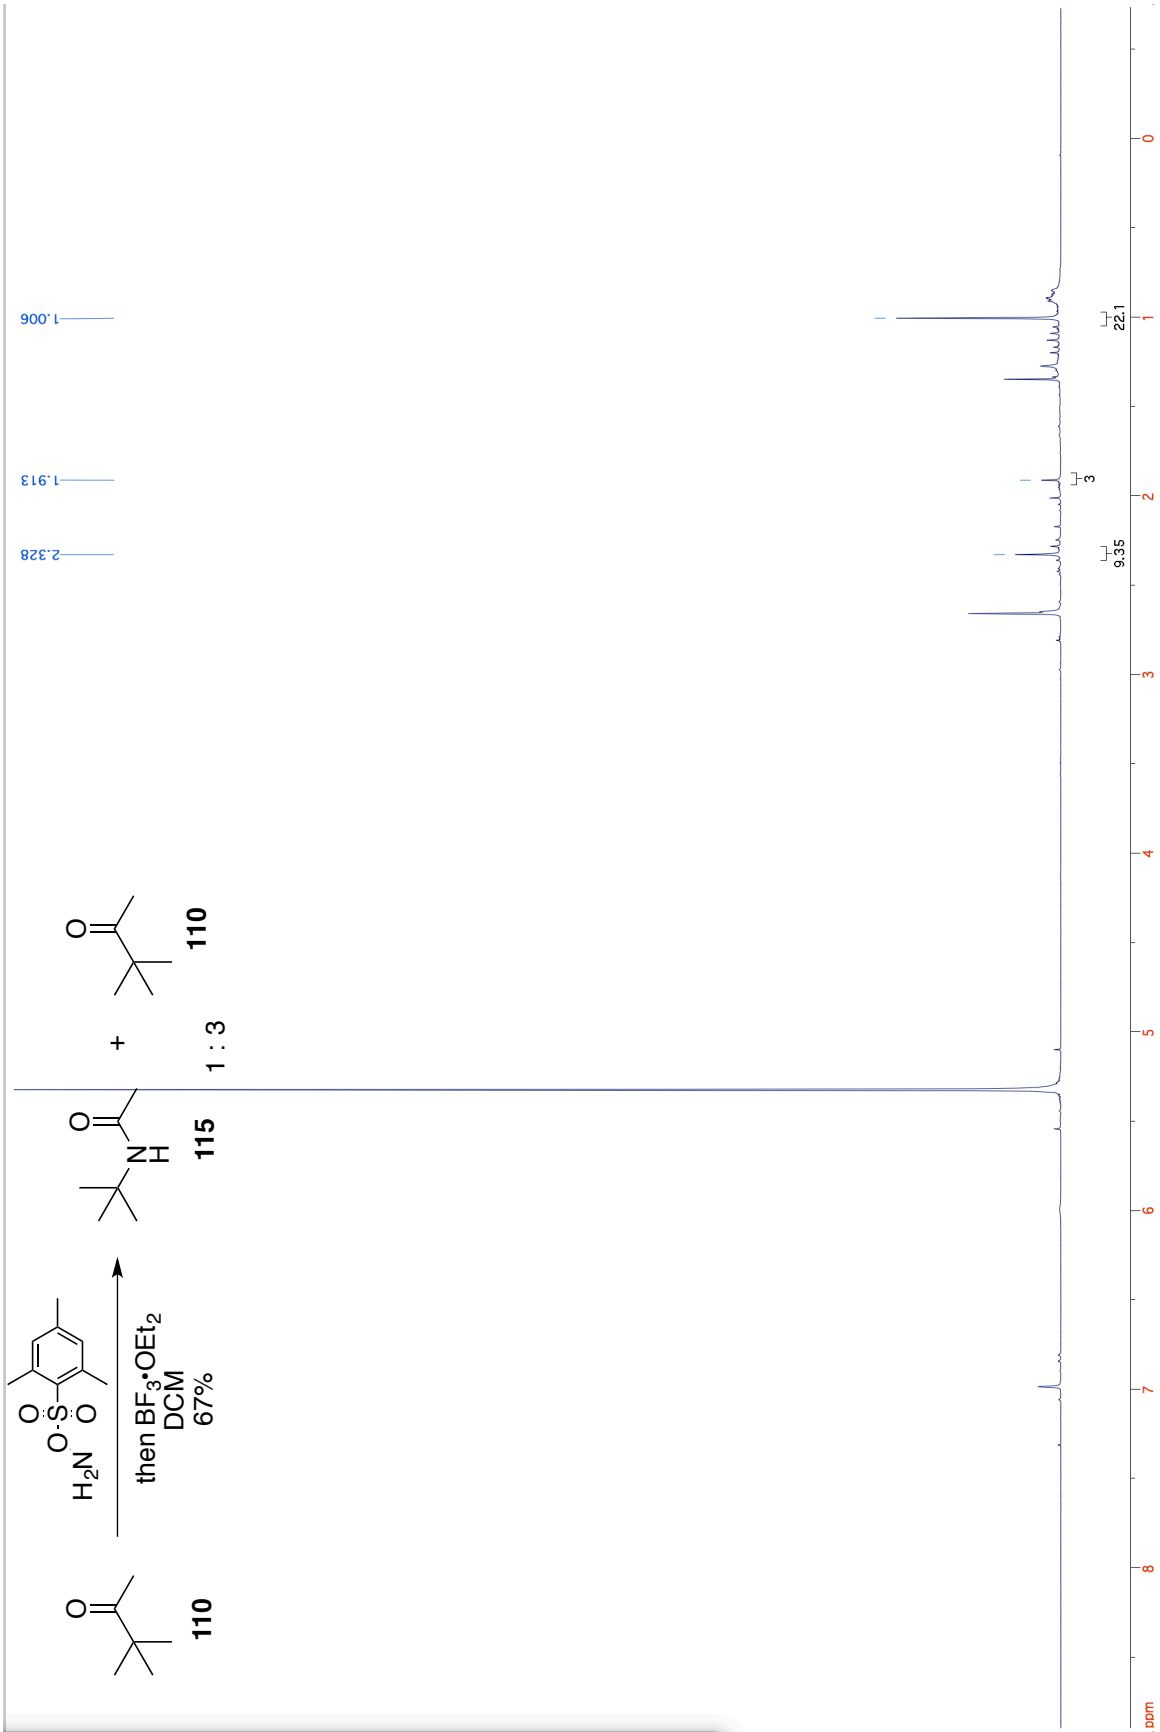 O
110
H₂N
O
O
S
O
then BF₃•OEt₂
DCM
67%
O
N
H
115
+
1 : 3
O
110
2.328
1.913
1.006
9.35
3
22.1
ppm
8
7
6
5
4
3
2
1
0